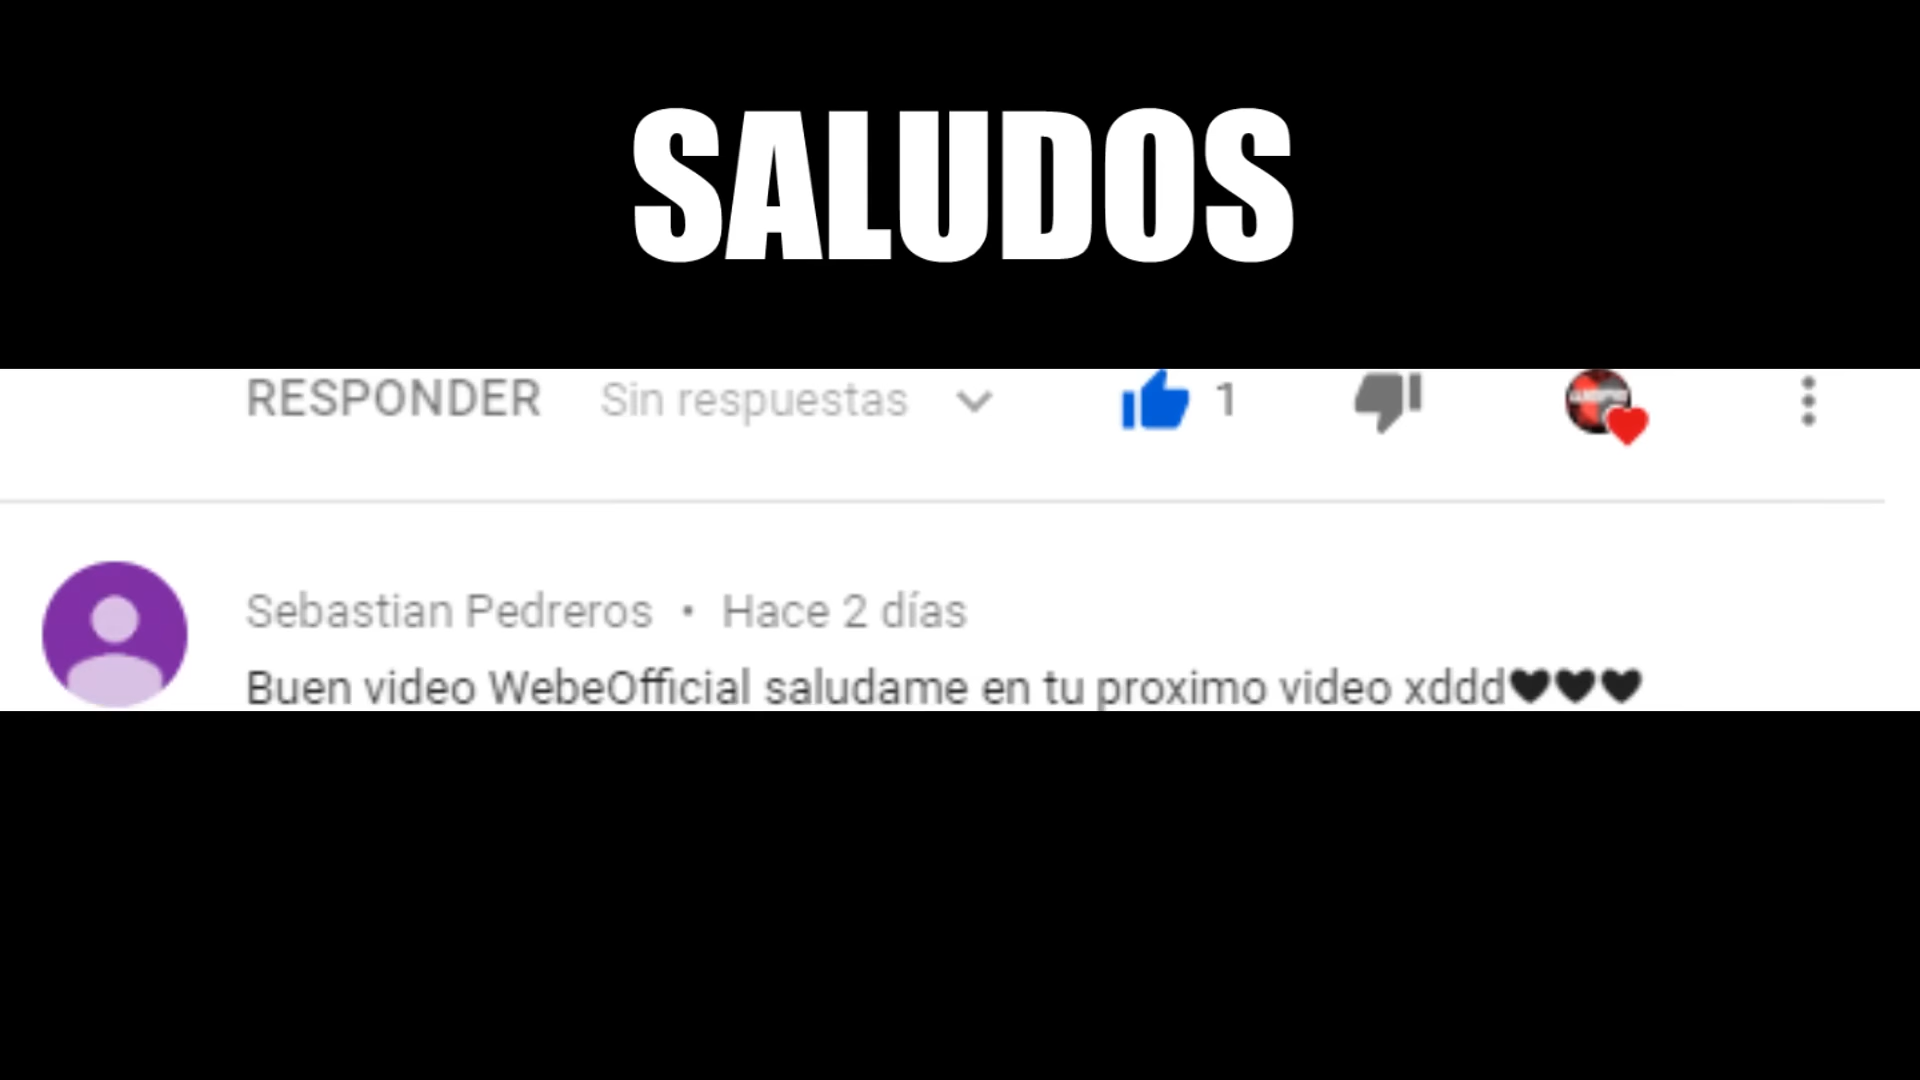 SALUDOS
RESPONDER Sin respuestas 1
Sebastian Pedreros • Hace 2 días
Buen video WebeOfficial saludame en tu proximo video xddd🖤🖤🖤